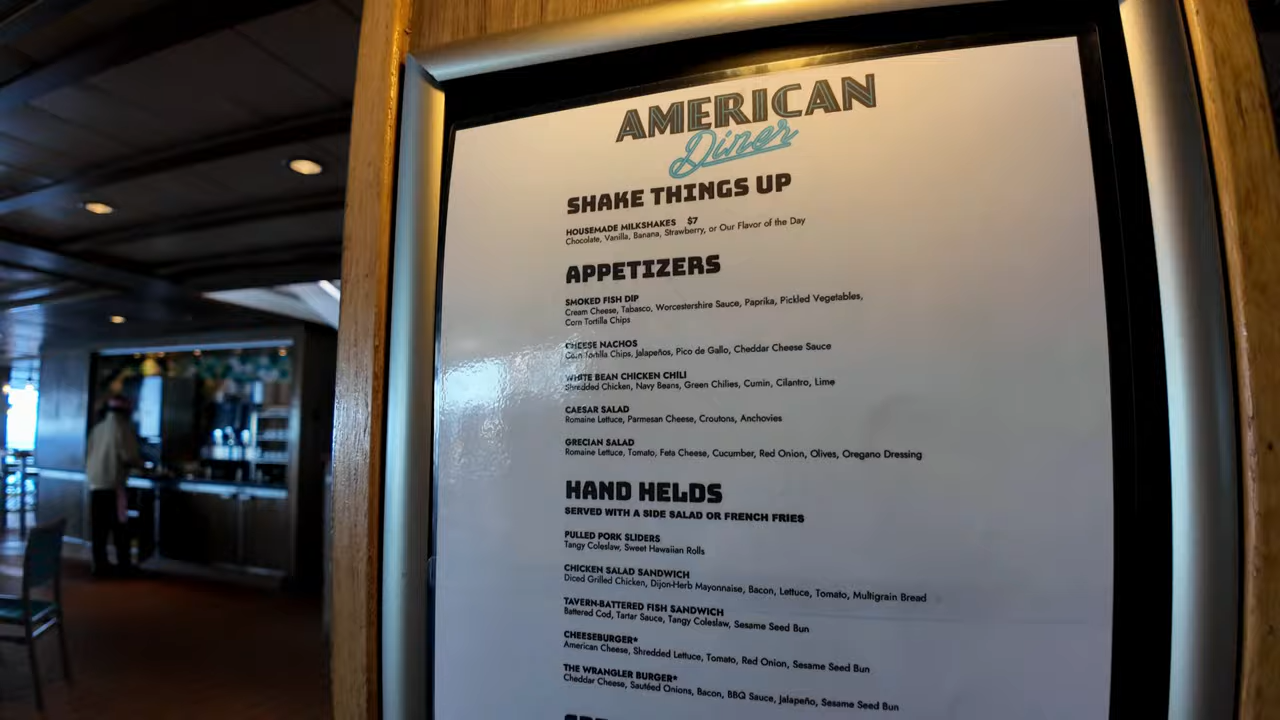 AMERICAN
Diner
SHAKE THINGS UP
HOUSEMADE MILKSHAKES $7
Chocolate, Vanilla, Banana, Strawberry, or Our Flavor of the Day
APPETIZERS
SMOKED FISH DIP
Cream Cheese, Tabasco, Worcestershire Sauce, Paprika, Pickled Vegetables,
Corn Tortilla Chips
CHEESE NACHOS
Corn Tortilla Chips, Jalapeños, Pico de Gallo, Cheddar Cheese Sauce
WHITE BEAN CHICKEN CHILI
Shredded Chicken, Navy Beans, Green Chilies, Cumin, Cilantro, Lime
CAESAR SALAD
Romaine Lettuce, Parmesan Cheese, Croutons, Anchovies
GRECIAN SALAD
Romaine Lettuce, Tomato, Feta Cheese, Cucumber, Red Onion, Olives, Oregano Dressing
HAND HELDS
SERVED WITH A SIDE SALAD OR FRENCH FRIES
PULLED PORK SLIDERS
Tangy Coleslaw, Sweet Hawaiian Rolls
CHICKEN SALAD SANDWICH
Diced Grilled Chicken, Dijon-Herb Mayonnaise, Bacon, Lettuce, Tomato, Multigrain Bread
TAVERN-BATTERED FISH SANDWICH
Battered Cod, Tartar Sauce, Tangy Coleslaw, Sesame Seed Bun
CHEESEBURGER*
American Cheese, Shredded Lettuce, Tomato, Red Onion, Sesame Seed Bun
THE WRANGLER BURGER*
Cheddar Cheese, Sautéed Onions, Bacon, BBQ Sauce, Jalapeño, Sesame Seed Bun